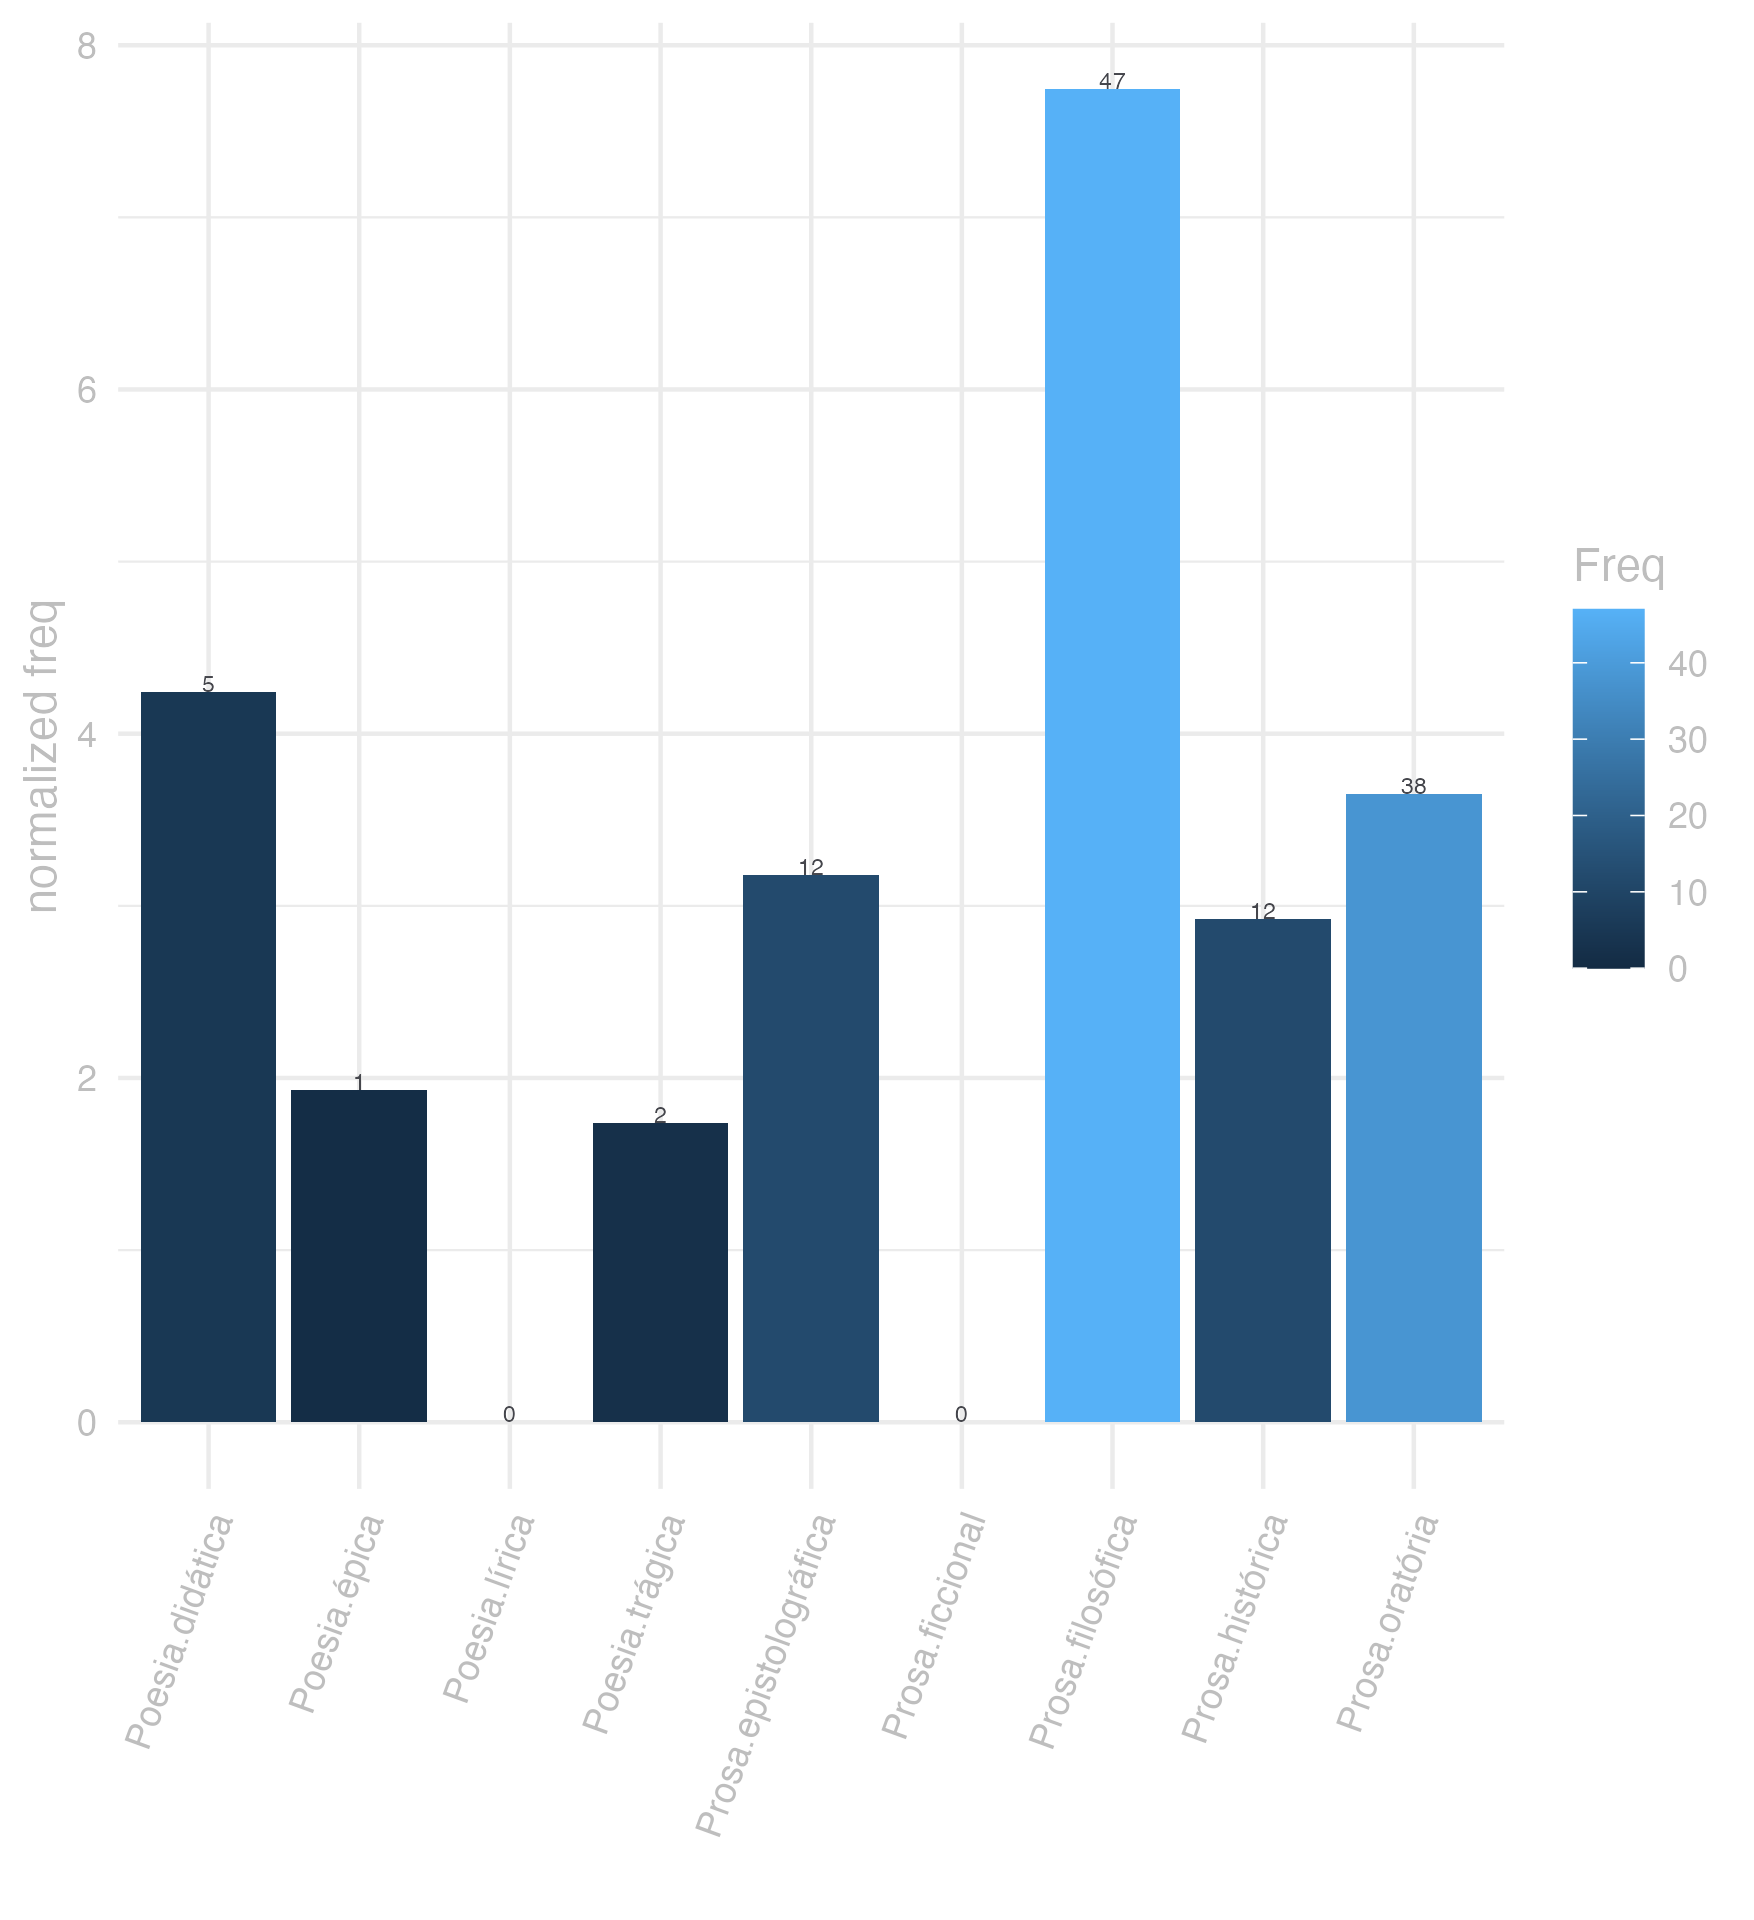 normalized freq
8
6
4
2
0
5
1
0
2
12
0
47
12
38
Poesia.didática
Poesia.épica
Poesia.lírica
Poesia.trágica
Prosa.epistolográfica
Prosa.ficcional
Prosa.filosófica
Prosa.histórica
Prosa.oratória
Freq
40
30
20
10
0